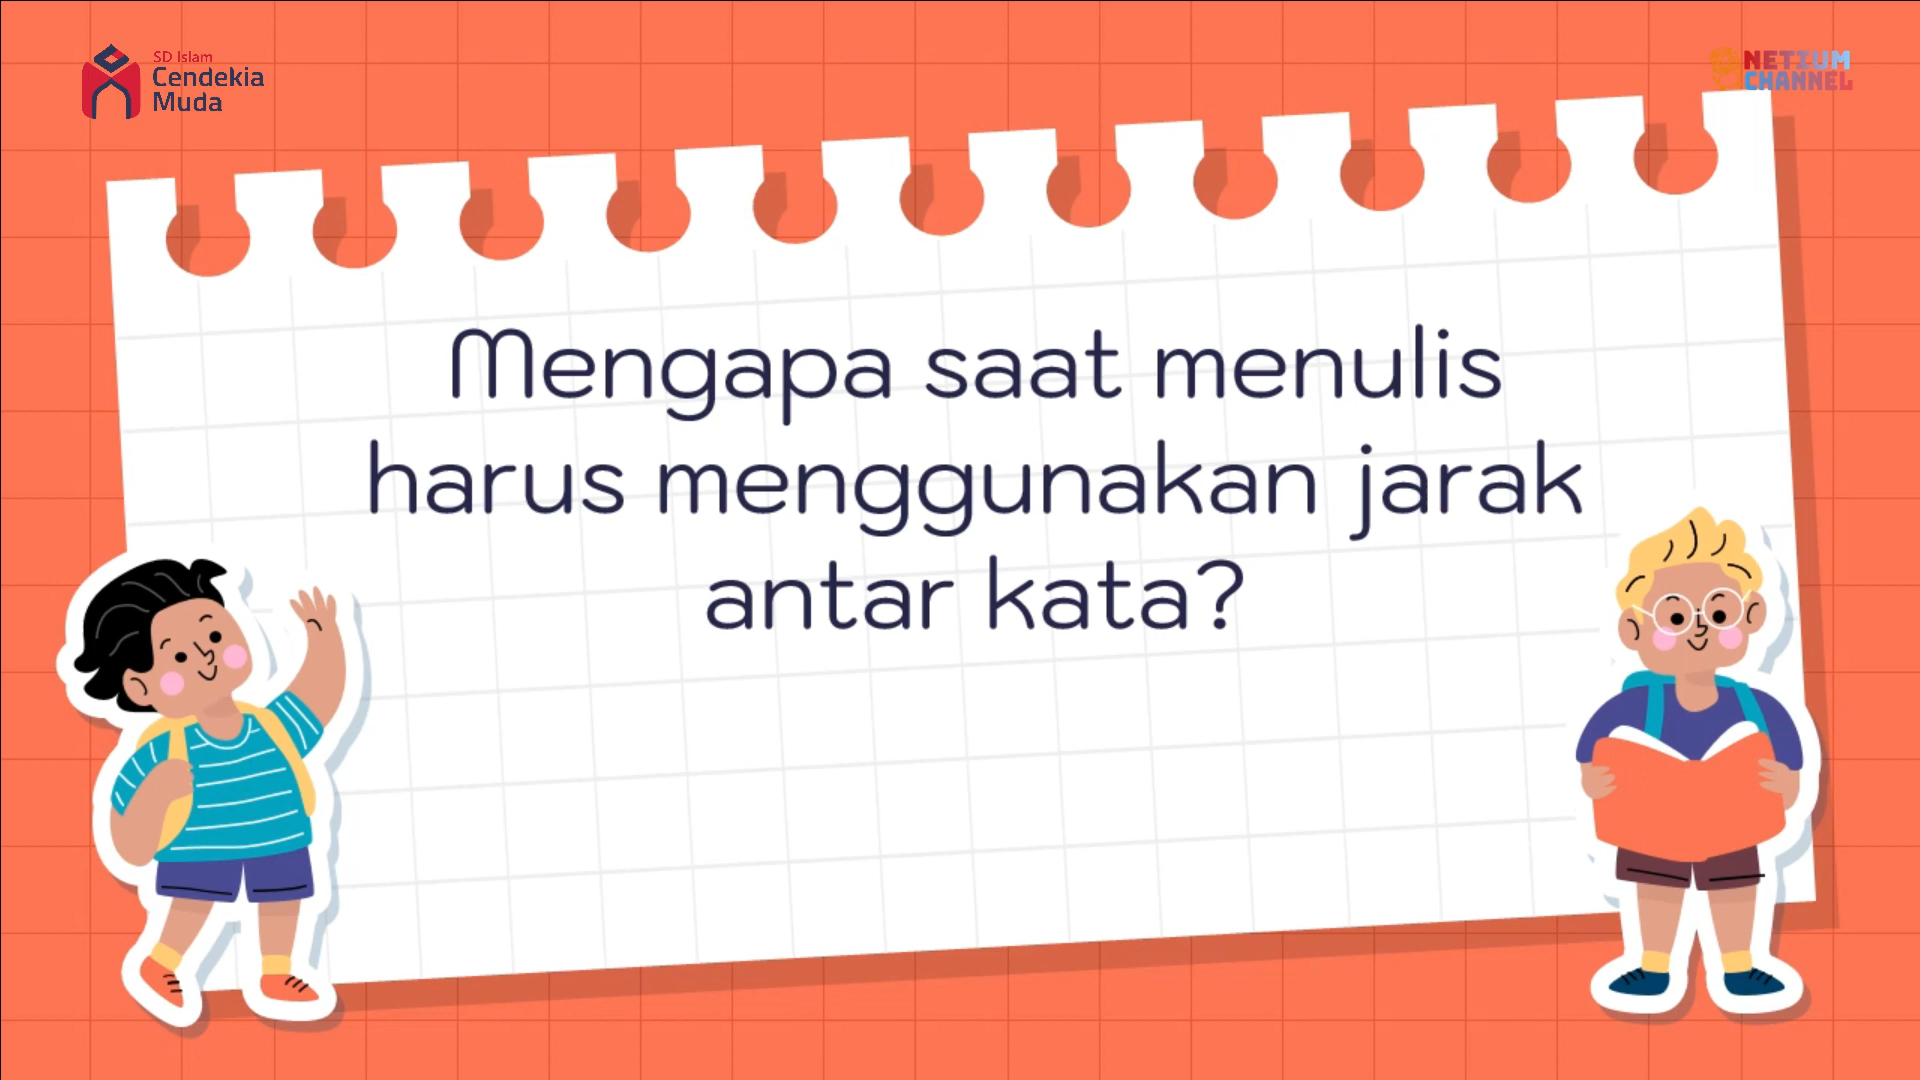 SD Islam
Cendekia
Muda
NETIUM
CHANNEL
Mengapa saat menulis
harus menggunakan jarak
antar kata?